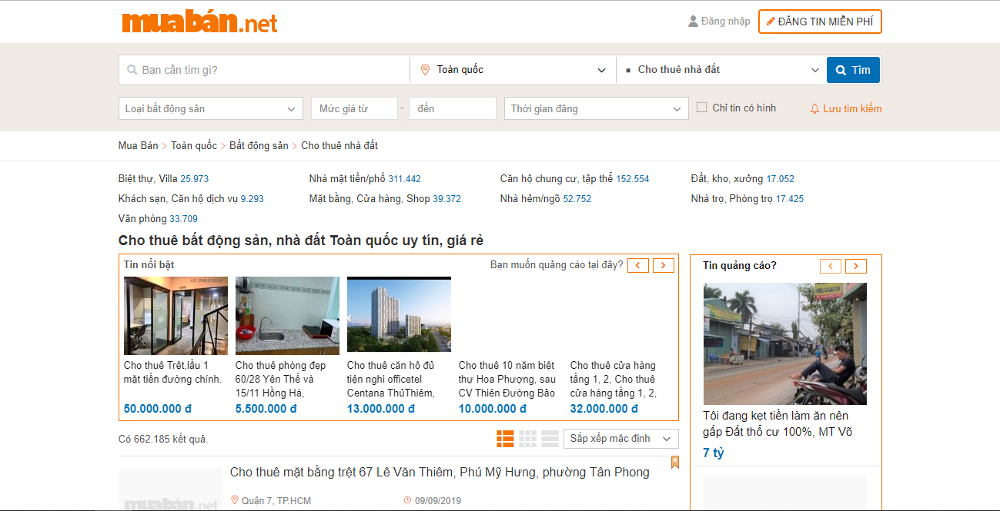 muabán.net
Đăng nhập
ĐĂNG TIN MIỄN PHÍ
Bạn cần tìm gì?
Toàn quốc
Cho thuê nhà đất
Tìm
Loại bất động sản
Mức giá từ
-
đến
Thời gian đăng
Chỉ tin có hình
Lưu tìm kiếm
Mua Bán > Toàn quốc > Bất động sản > Cho thuê nhà đất
Biệt thự, Villa 25.973
Nhà mặt tiền/phố 311.442
Căn hộ chung cư, tập thể 152.554
Đất, kho, xưởng 17.052
Khách sạn, Căn hộ dịch vụ 9.293
Mặt bằng, Cửa hàng, Shop 39.372
Nhà hẻm/ngõ 52.752
Nhà trọ, Phòng trọ 17.425
Văn phòng 33.709
Cho thuê bất động sản, nhà đất Toàn quốc uy tín, giá rẻ
Tin nổi bật
Bạn muốn quảng cáo tại đây?
Cho thuê Trệt,lầu 1
mặt tiền đường chính.
50.000.000 đ
Cho thuê phòng đẹp
60/28 Yên Thế và
15/11 Hồng Hà,
5.500.000 đ
Cho thuê căn hộ đủ
tiện nghi officetel
Centana ThủThiêm,
13.000.000 đ
Cho thuê 10 năm biệt
thự Hoa Phượng, sau
CV Thiên Đường Bảo
10.000.000 đ
Cho thuê cửa hàng
tầng 1, 2, Cho thuê
cửa hàng tầng 1, 2,
32.000.000 đ
Tin quảng cáo?
Tôi đang kẹt tiền làm ăn nên
gấp Đất thổ cư 100%, MT Võ
7 tỷ
Có 662.185 kết quả.
Sắp xếp mặc định
Cho thuê mặt bằng trệt 67 Lê Văn Thiêm, Phú Mỹ Hưng, phường Tân Phong
Quận 7, TP.HCM
09/09/2019
muabán.net